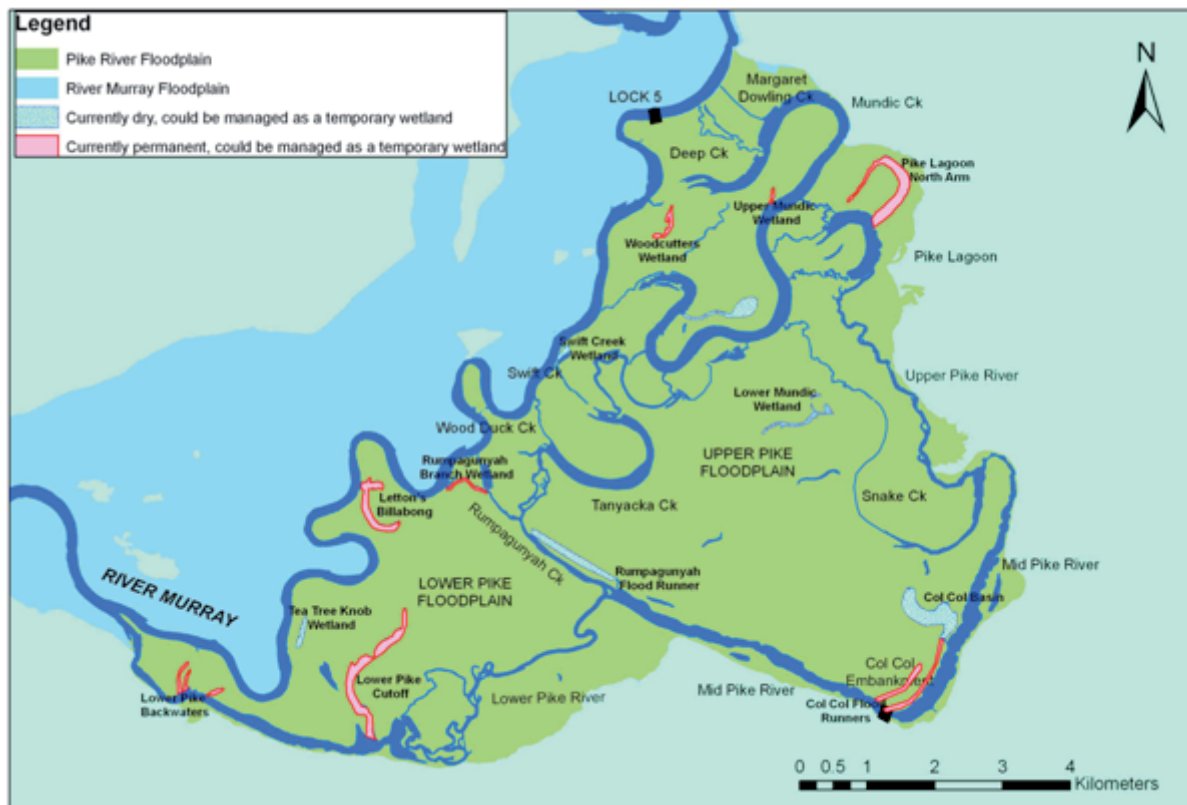 Legend
Pike River Floodplain
River Murray Floodplain
Currently dry, could be managed as a temporary wetland
Currently permanent, could be managed as a temporary wetland
N
LOCK 5
Margaret
Dowling Ck
Mundic Ck
Deep Ck
Pike Lagoon
North Arm
Upper Mundic
Wetland
Woodcutters
Wetland
Pike Lagoon
Swift Creek
Wetland
Swift Ck
Upper Pike River
Lower Mundic
Wetland
Wood Duck Ck
UPPER PIKE
FLOODPLAIN
Rumpagunyah
Branch Wetland
Letton's
Billabong
Tanyacka Ck
Snake Ck
Rumpagunyah Ck
Rumpagunyah
Flood Runner
Mid Pike River
LOWER PIKE
FLOODPLAIN
RIVER MURRAY
Col Col Basin
Tea Tree Knob
Wetland
Col Col
Embankment
Lower Pike
Cutoff
Lower Pike River
Mid Pike River
Lower Pike
Backwaters
Col Col Flood
Runners
0 0.5 1 2 3 4
Kilometers